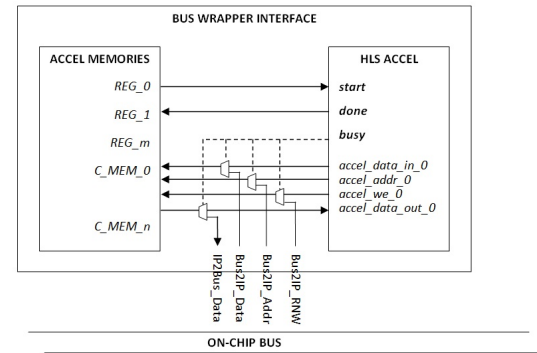 BUS WRAPPER INTERFACE
ACCEL MEMORIES
REG_0
REG_1
REG_m
C_MEM_0
C_MEM_n
HLS ACCEL
start
done
busy
accel_data_in_0
accel_addr_0
accel_we_0
accel_data_out_0
IP2Bus_Data
Bus2IP_Data
Bus2IP_Addr
Bus2IP_RNW
ON-CHIP BUS